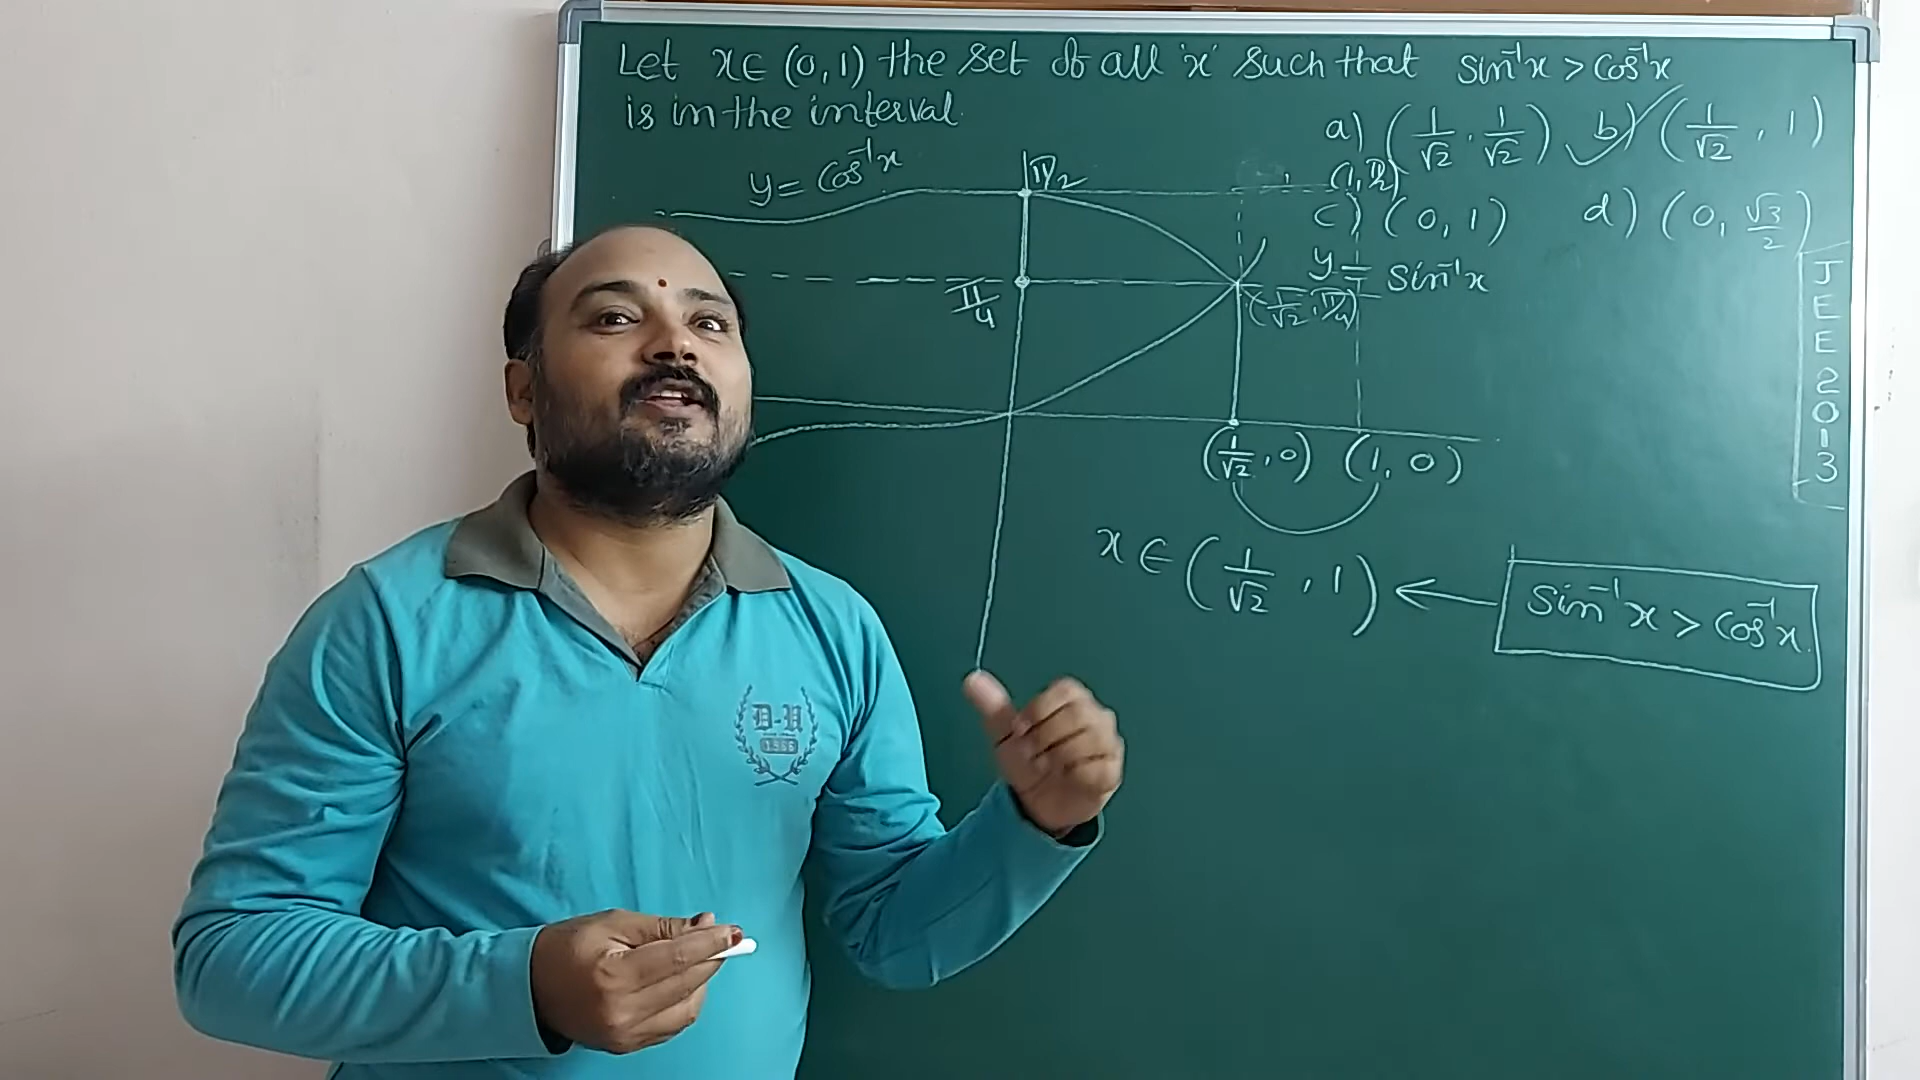 Let x∈ (0,1) the set of all 'x' such that sin⁻¹x > cos⁻¹x
is in the interval.
a) (1/√2, 1/√2) b) (1/√2, 1)
c) (0, 1) d) (0, √3/2)
y = cos⁻¹x
π/2
(1, π/2)
y = sin⁻¹x
π/4
(1/√2, π/4)
(1/√2, 0) (1, 0)
x ∈ (1/√2, 1) ← sin⁻¹x > cos⁻¹x
JEE 2013
D-U
1966